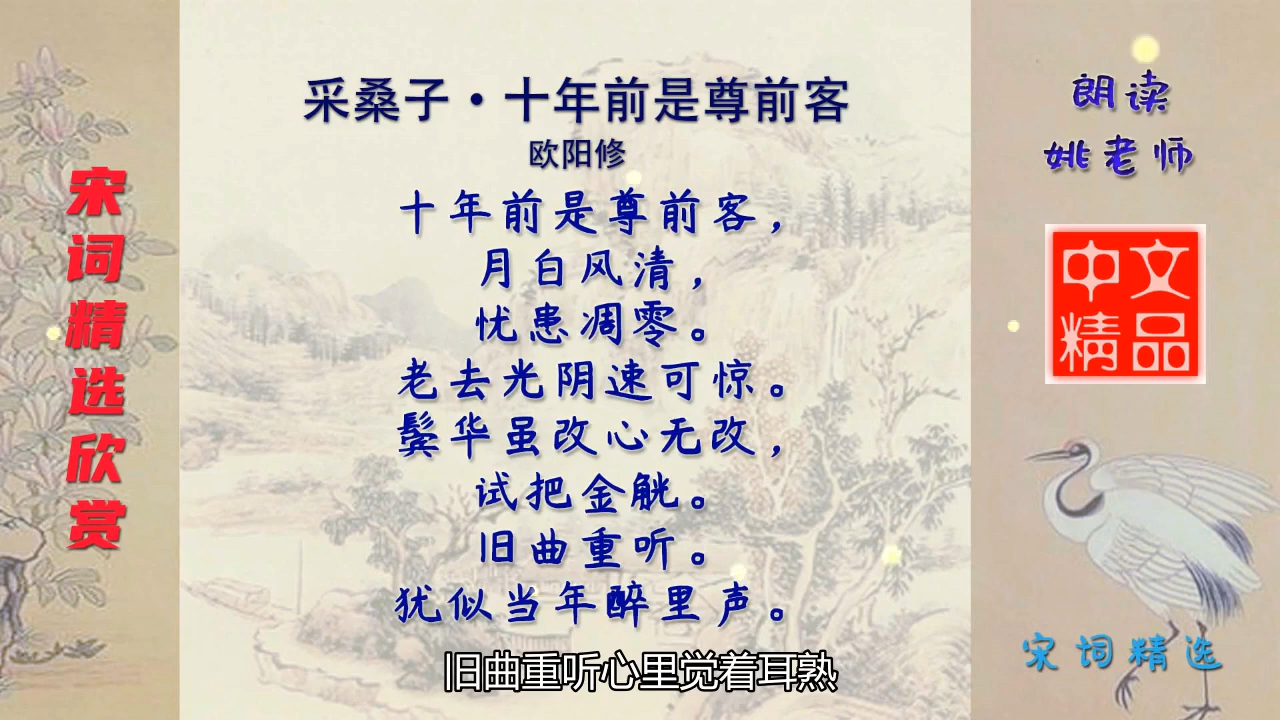 宋词精选欣赏
采桑子·十年前是尊前客
欧阳修
十年前是尊前客，
月白风清，
忧患凋零。
老去光阴速可惊。
鬓华虽改心无改，
试把金觥。
旧曲重听。
犹似当年醉里声。
旧曲重听心里觉着耳熟
朗读
姚老师
中文
精品
宋词精选